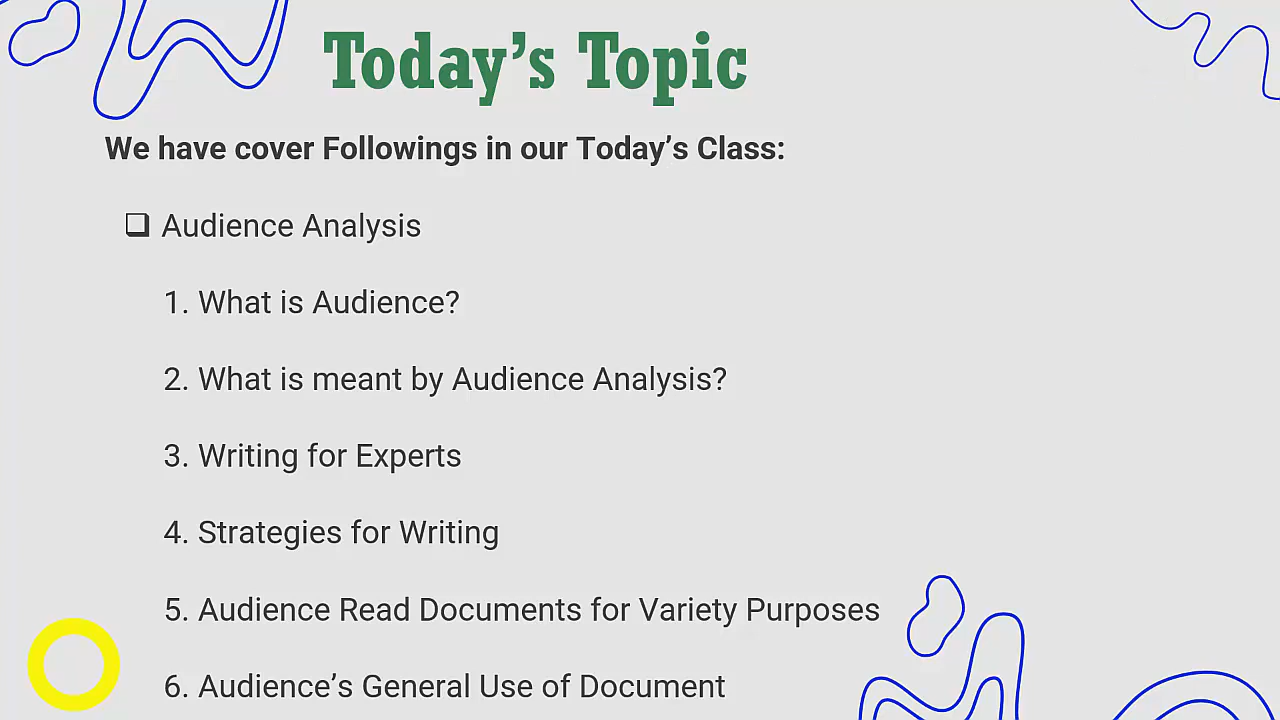 Today’s Topic
We have cover Followings in our Today’s Class:
❑ Audience Analysis
1. What is Audience?
2. What is meant by Audience Analysis?
3. Writing for Experts
4. Strategies for Writing
5. Audience Read Documents for Variety Purposes
6. Audience’s General Use of Document